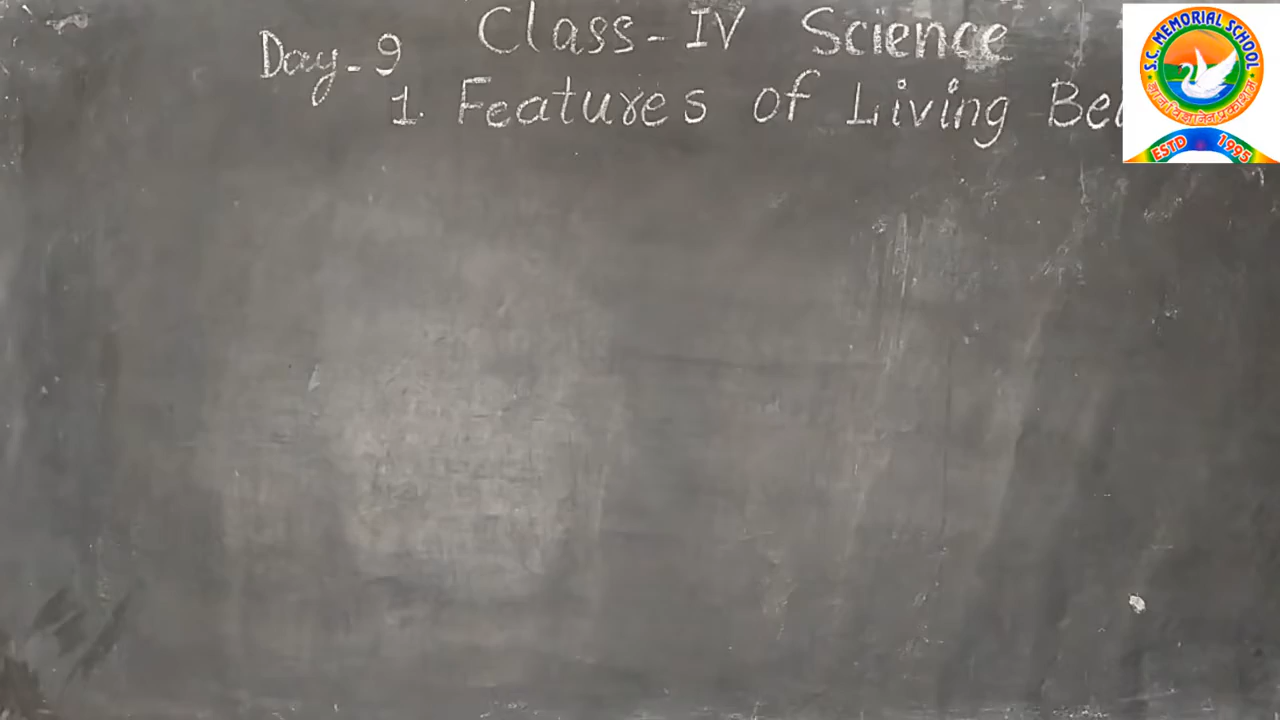 Class-IV Science
Day-9
1. Features of Living
S.C. MEMORIAL SCHOOL
ESTD 1995